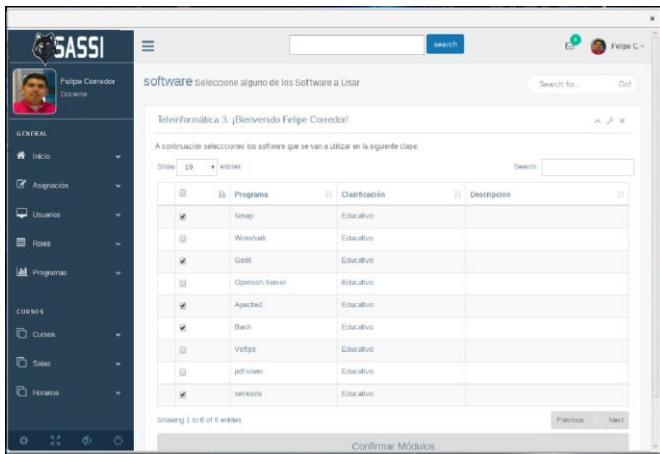 SASSI
search
6
Felipe C.
Felipe Corredor
Docente
software Seleccione alguno de los Software a Usar
Search for...
Go!
GENERAL
Inicio
Asignación
Usuarios
Roles
Programas
CURSOS
Cursos
Salas
Horarios
Teleinformática 3. ¡Bienvenido Felipe Corredor!
A continuación seleccciones los software que se van a utilizar en la siguiente clase.
Show 10 entries
Search:
Programa Clasificación Descripcion
Nmap Educativo
Wireshark Educativo
Gedit Educativo
Openssh-Server Educativo
Apache2 Educativo
Bash Educativo
Vsftpd Educativo
pdf-viwer Educativo
net-tools Educativo
Showing 1 to 6 of 6 entries
Previous Next
Confirmar Módulos